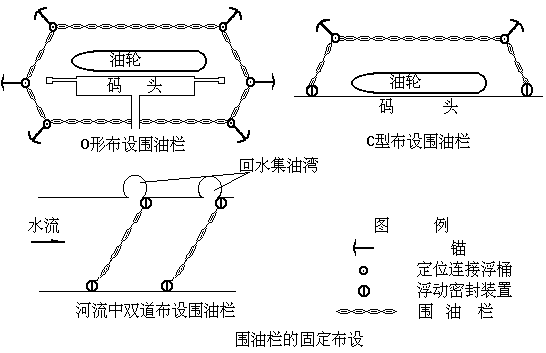 油轮
码 头
O形布设围油栏
油轮
码 头
C型布设围油栏
回水集油湾
水流
河流中双道布设围油栏
图 例
锚
定位连接浮桶
浮动密封装置
围 油 栏
围油栏的固定布设